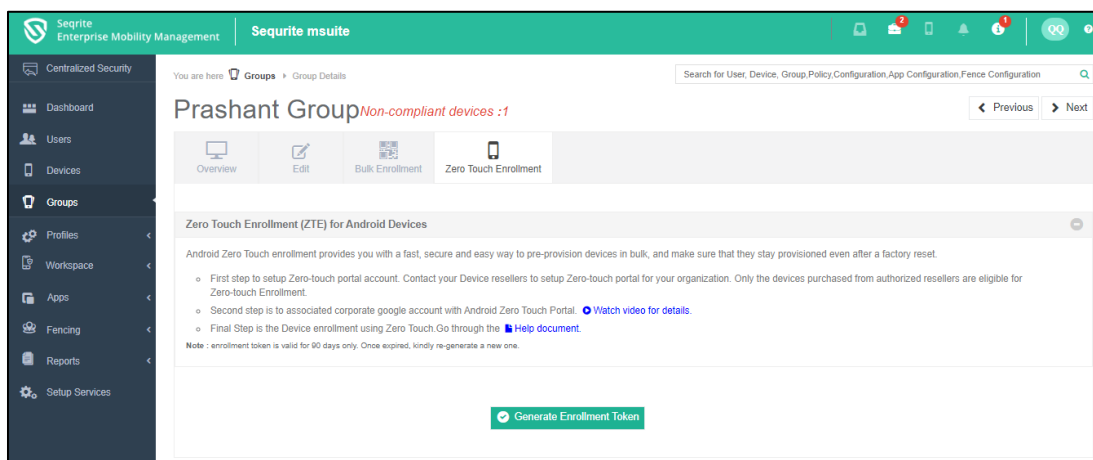 Seqrite
Enterprise Mobility Management
Seqrite msuite
2
1
QQ
Centralized Security
You are here Groups Group Details
Search for User, Device, Group,Policy,Configuration,App Configuration,Fence Configuration
Dashboard
Users
Devices
Groups
Profiles
Workspace
Apps
Fencing
Reports
Setup Services
Prashant Group Non-compliant devices :1
Previous
Next
Overview
Edit
Bulk Enrollment
Zero Touch Enrollment
Zero Touch Enrollment (ZTE) for Android Devices
Android Zero Touch enrollment provides you with a fast, secure and easy way to pre-provision devices in bulk, and make sure that they stay provisioned even after a factory reset.
First step to setup Zero-touch portal account. Contact your Device resellers to setup Zero-touch portal for your organization. Only the devices purchased from authorized resellers are eligible for
Zero-touch Enrollment.
Second step is to associated corporate google account with Android Zero Touch Portal. Watch video for details.
Final Step is the Device enrollment using Zero Touch.Go through the Help document.
Note : enrollment token is valid for 90 days only. Once expired, kindly re-generate a new one.
Generate Enrollment Token